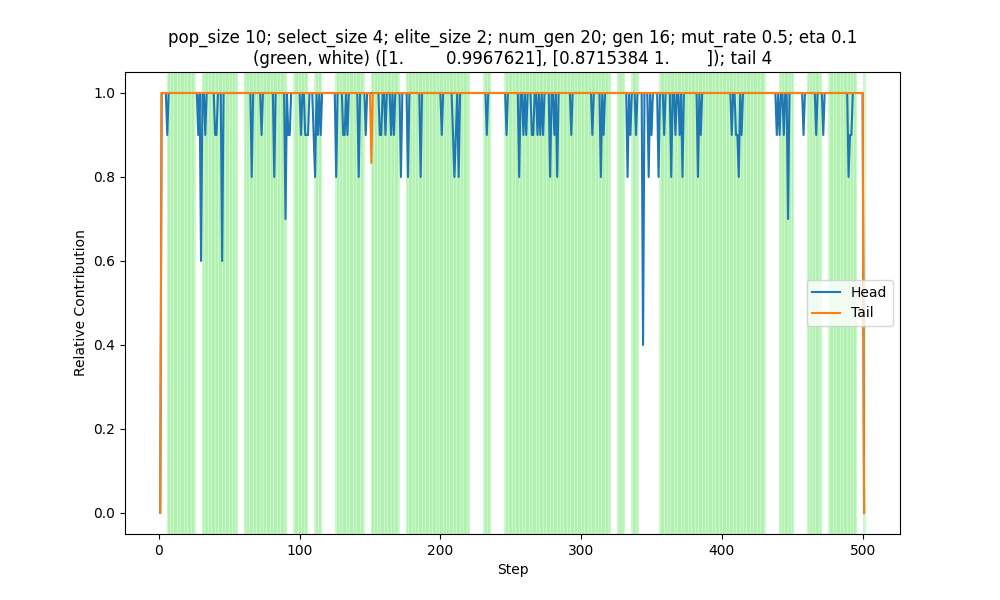 pop_size 10; select_size 4; elite_size 2; num_gen 20; gen 16; mut_rate 0.5; eta 0.1
(green, white) ([1.        0.9967621], [0.8715384 1.       ]); tail 4
1.0
0.8
0.6
0.4
0.2
0.0
Relative Contribution
Head
Tail
0
100
200
300
400
500
Step